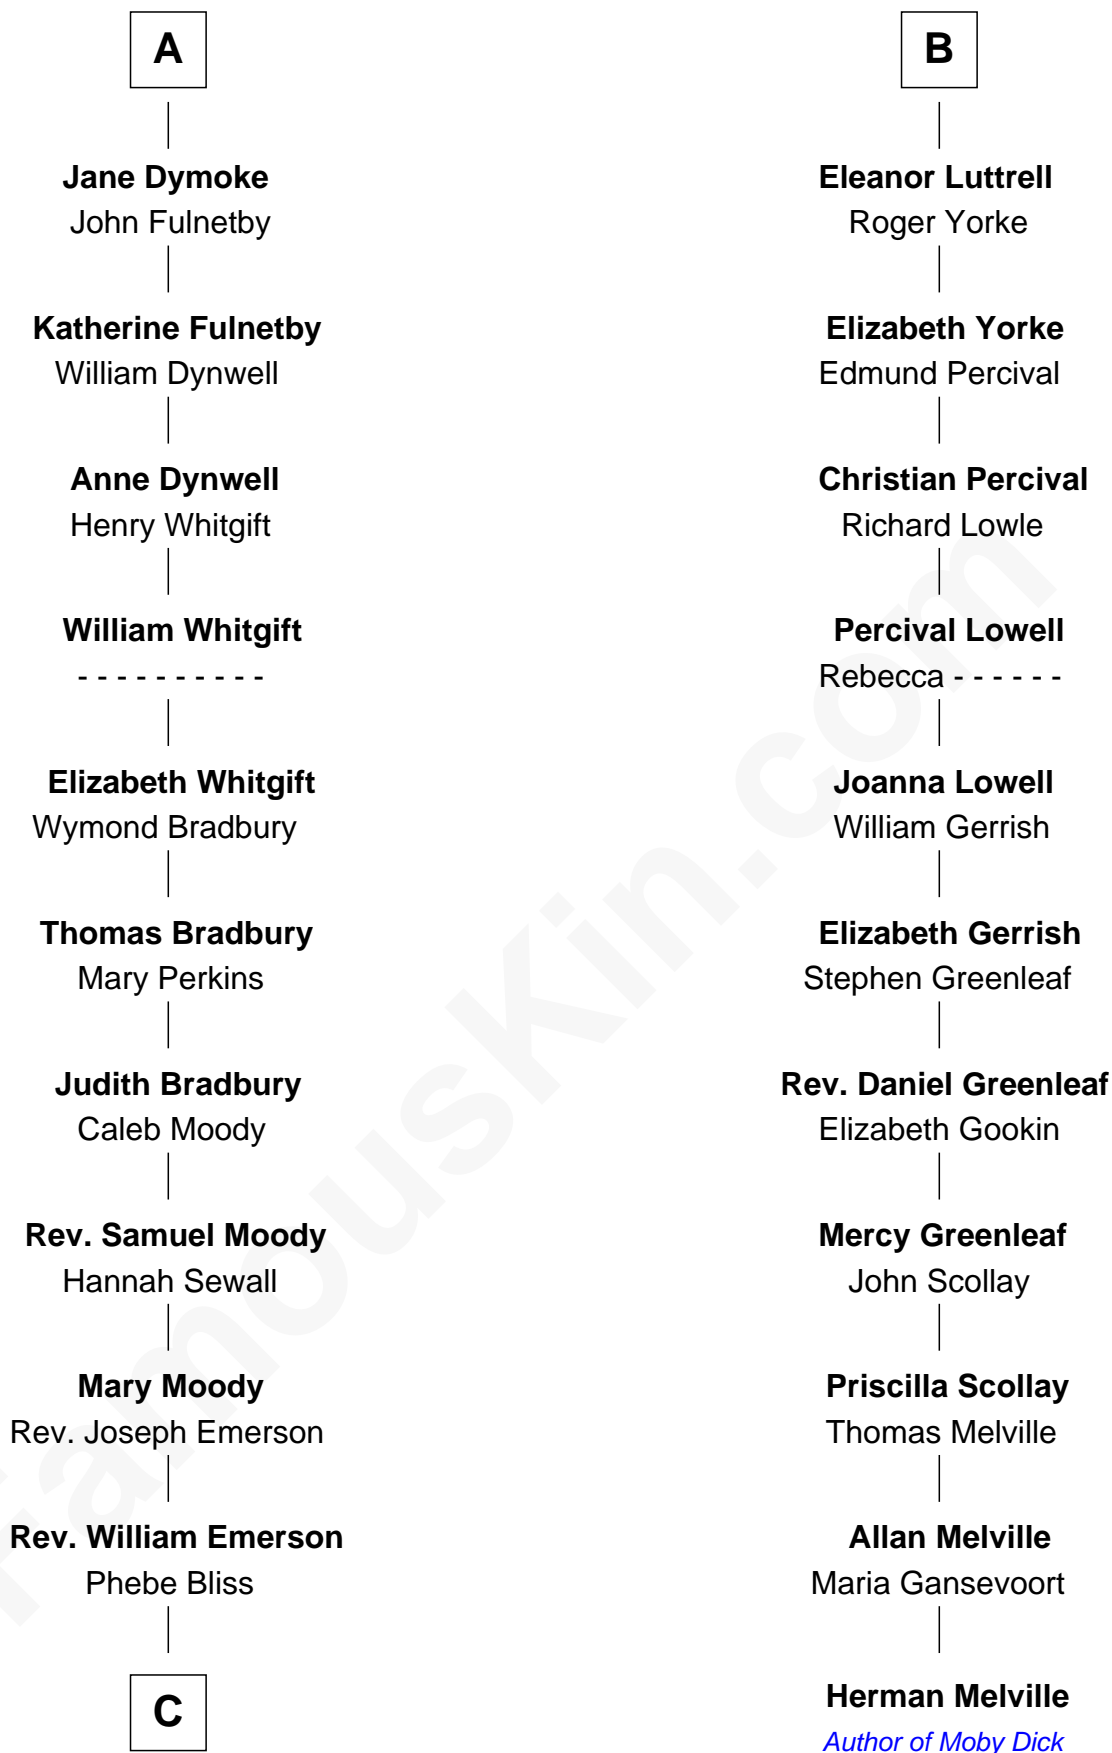 A
Jane Dymoke
John Fulnetby
Katherine Fulnetby
William Dynwell
Anne Dynwell
Henry Whitgift
William Whitgift
- - - - - - - - - -
Elizabeth Whitgift
Wymond Bradbury
Thomas Bradbury
Mary Perkins
Judith Bradbury
Caleb Moody
Rev. Samuel Moody
Hannah Sewall
Mary Moody
Rev. Joseph Emerson
Rev. William Emerson
Phebe Bliss
C
B
Eleanor Luttrell
Roger Yorke
Elizabeth Yorke
Edmund Percival
Christian Percival
Richard Lowle
Percival Lowell
Rebecca - - - - - -
Joanna Lowell
William Gerrish
Elizabeth Gerrish
Stephen Greenleaf
Rev. Daniel Greenleaf
Elizabeth Gookin
Mercy Greenleaf
John Scollay
Priscilla Scollay
Thomas Melville
Allan Melville
Maria Gansevoort
Herman Melville
Author of Moby Dick
FamousKin.com